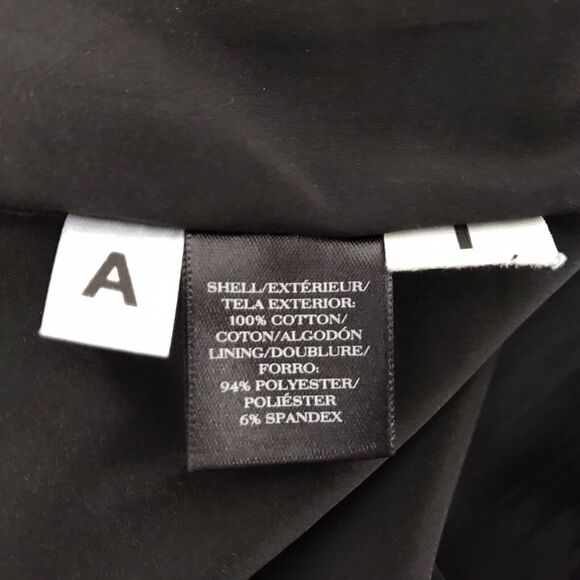 A
SHELL/EXTÉRIEUR/
TELA EXTERIOR:
100% COTTON/
COTON/ALGODÓN
LINING/DOUBLURE/
FORRO:
94% POLYESTER/
POLIÉSTER
6% SPANDEX